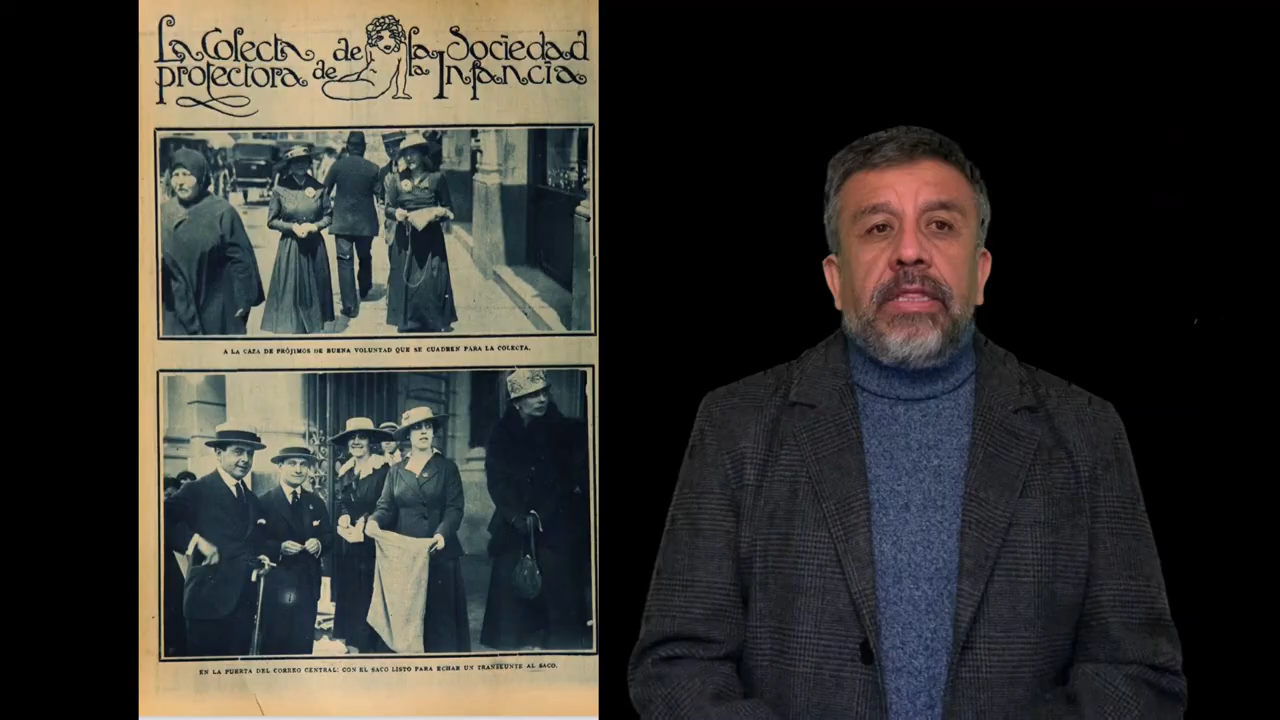 La Colecta de la Sociedad
protectora de la Infancia
A LA CAZA DE PRÓJIMOS DE BUENA VOLUNTAD QUE SE CUADREN PARA LA COLECTA.
EN LA PUERTA DEL CORREO CENTRAL: CON EL SACO LISTO PARA ECHAR UN TRANSEUNTE AL SACO.